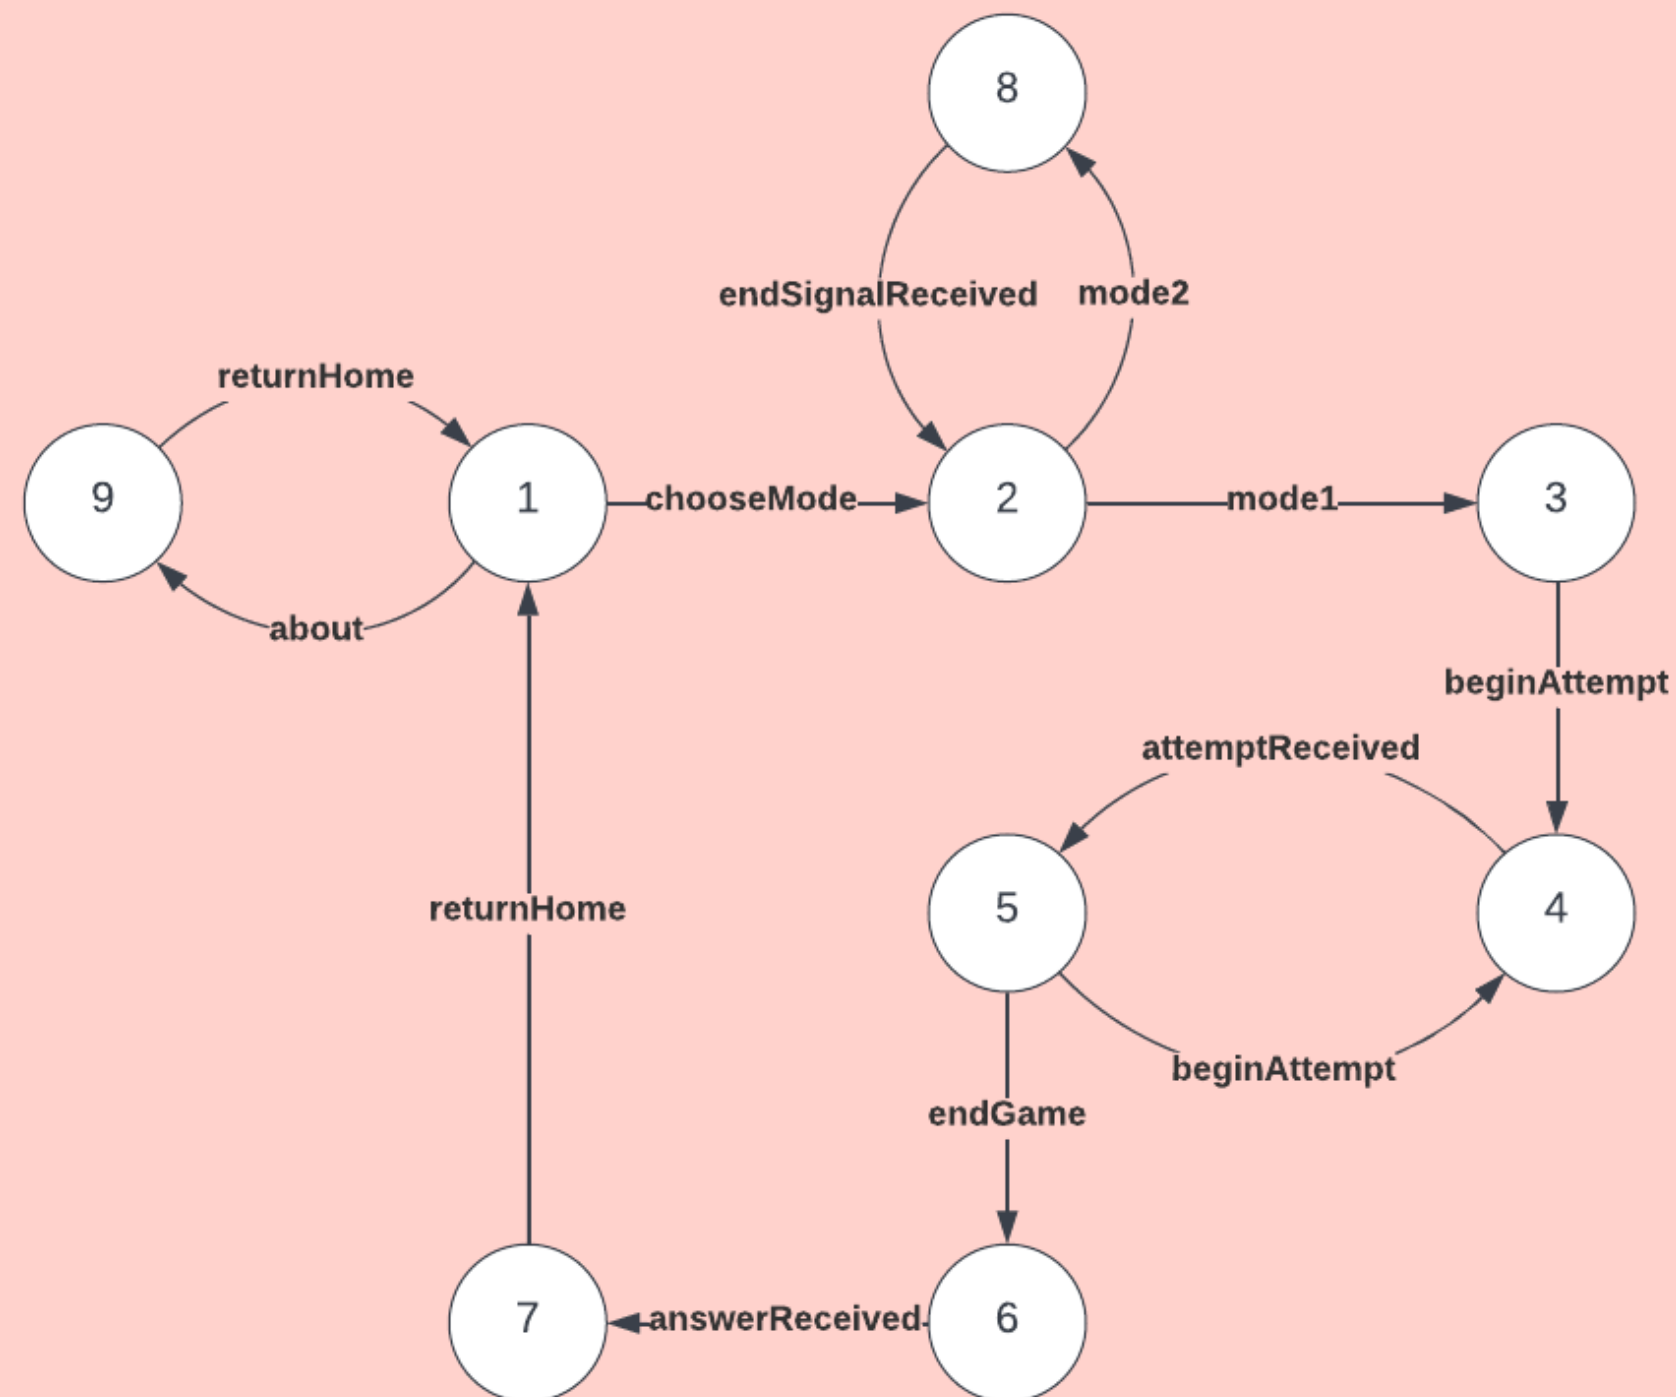 8
endSignalReceived
mode2
returnHome
9
1
chooseMode
2
mode1
3
about
beginAttempt
attemptReceived
returnHome
5
4
beginAttempt
endGame
7
answerReceived
6